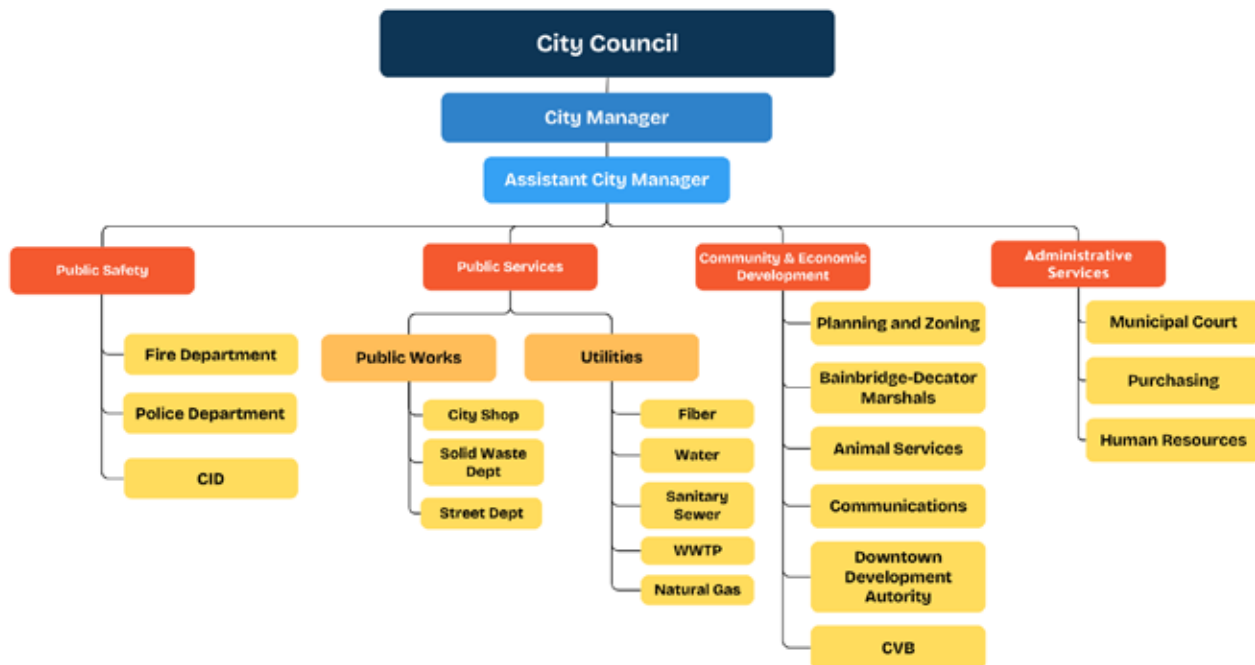 City Council
City Manager
Assistant City Manager
Public Safety
Fire Department
Police Department
CID
Public Services
Public Works
City Shop
Solid Waste
Dept
Street Dept
Utilities
Fiber
Water
Sanitary
Sewer
WWTP
Natural Gas
Community & Economic
Development
Planning and Zoning
Bainbridge-Decator
Marshals
Animal Services
Communications
Downtown
Development
Autority
CVB
Administrative
Services
Municipal Court
Purchasing
Human Resources